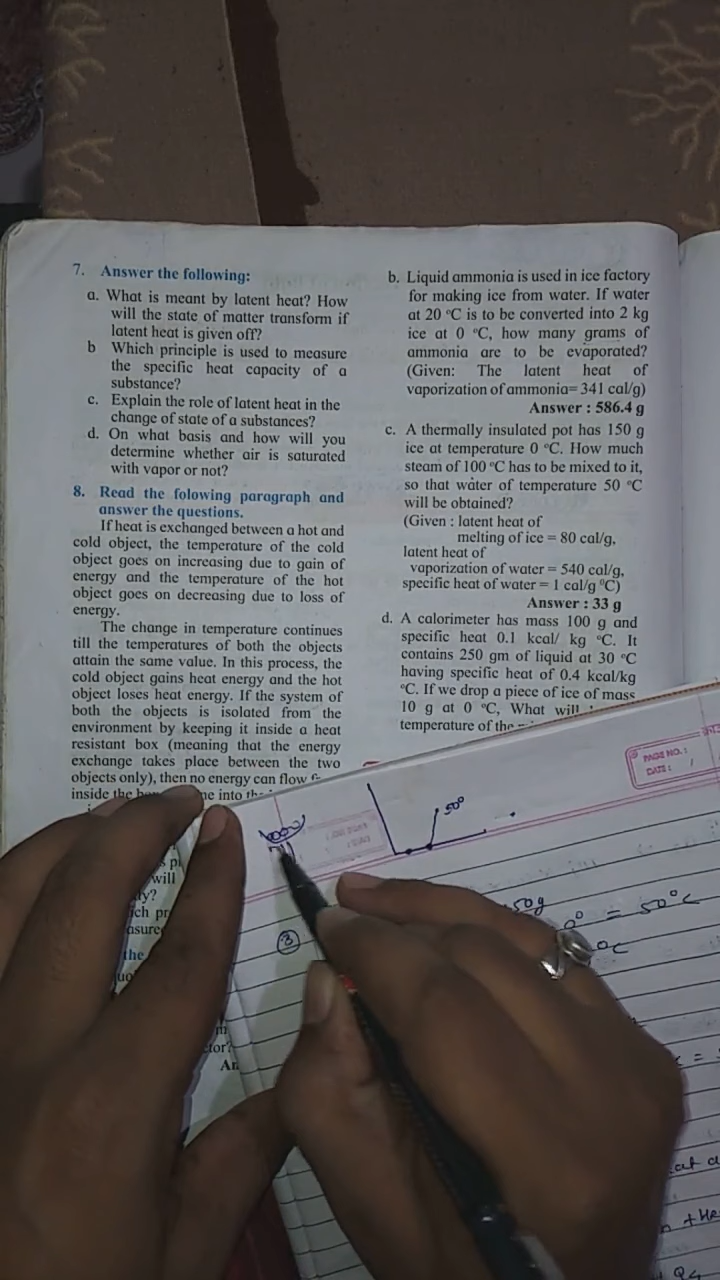 7. Answer the following:
a. What is meant by latent heat? How
will the state of matter transform if
latent heat is given off?
b Which principle is used to measure
the specific heat capacity of a
substance?
c. Explain the role of latent heat in the
change of state of a substances?
d. On what basis and how will you
determine whether air is saturated
with vapor or not?
8. Read the folowing paragraph and
answer the questions.
If heat is exchanged between a hot and
cold object, the temperature of the cold
object goes on increasing due to gain of
energy and the temperature of the hot
object goes on decreasing due to loss of
energy.
The change in temperature continues
till the temperatures of both the objects
attain the same value. In this process, the
cold object gains heat energy and the hot
object loses heat energy. If the system of
both the objects is isolated from the
environment by keeping it inside a heat
resistant box (meaning that the energy
exchange takes place between the two
objects only), then no energy can flow
inside the
will
the
b. Liquid ammonia is used in ice factory
for making ice from water. If water
at 20 °C is to be converted into 2 kg
ice at 0 °C, how many grams of
ammonia are to be evaporated?
(Given: The latent heat of
vaporization of ammonia= 341 cal/g)
Answer : 586.4 g
c. A thermally insulated pot has 150 g
ice at temperature 0 °C. How much
steam of 100 °C has to be mixed to it,
so that water of temperature 50 °C
will be obtained?
(Given : latent heat of
melting of ice = 80 cal/g,
latent heat of
vaporization of water = 540 cal/g,
specific heat of water = 1 cal/g °C)
Answer : 33 g
d. A calorimeter has mass 100 g and
specific heat 0.1 kcal/ kg °C. It
contains 250 gm of liquid at 30 °C
having specific heat of 0.4 kcal/kg
°C. If we drop a piece of ice of mass
10 g at 0 °C, What will
temperature of the
PAGE NO. :
DATE : /
50°
50g
= 50°C
3